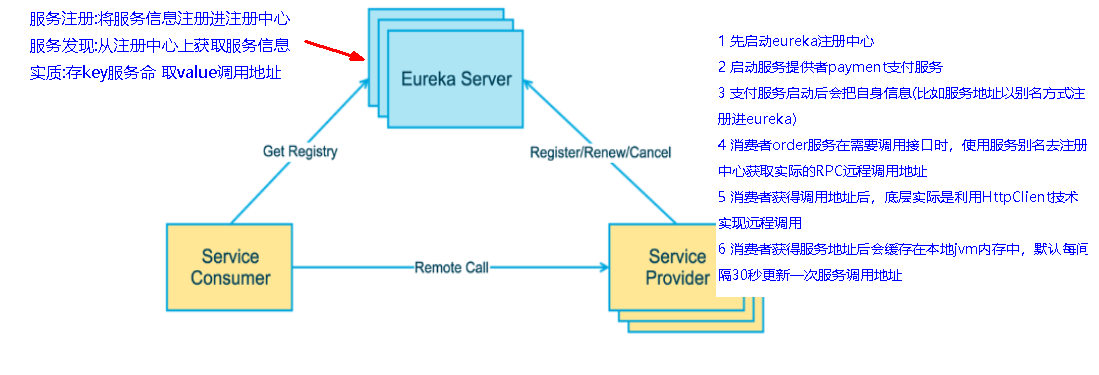 服务注册:将服务信息注册进注册中心
服务发现:从注册中心上获取服务信息
实质:存key服务命 取value调用地址
Eureka Server
Get Registry
Register/Renew/Cancel
Service
Consumer
Remote Call
Service
Provider
1 先启动eureka注册中心
2 启动服务提供者payment支付服务
3 支付服务启动后会把自身信息(比如服务地址以别名方式注
册进eureka)
4 消费者order服务在需要调用接口时，使用服务别名去注册
中心获取实际的RPC远程调用地址
5 消费者获得调用地址后，底层实际是利用HttpClient技术
实现远程调用
6 消费者获得服务地址后会缓存在本地jvm内存中，默认每间
隔30秒更新一次服务调用地址